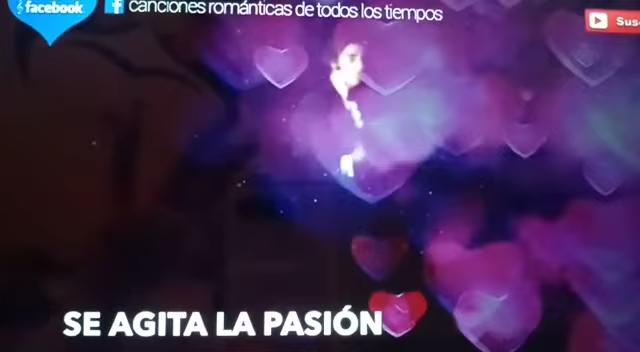 facebook
canciones románticas de todos los tiempos
SE AGITA LA PASIÓN